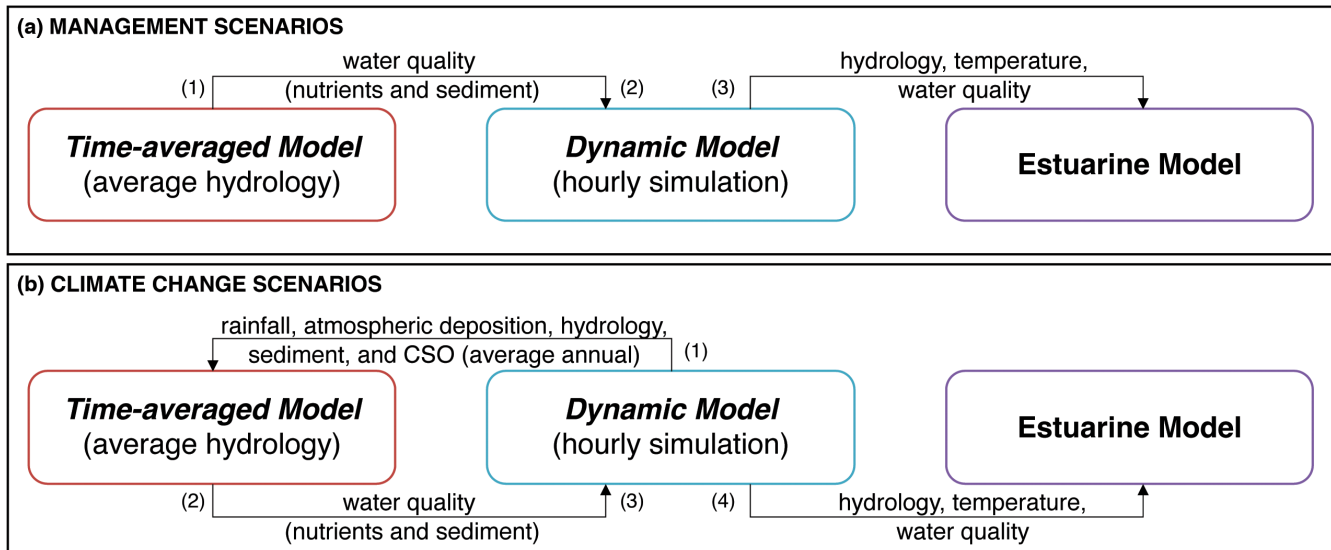 (a) MANAGEMENT SCENARIOS
water quality
(1)
(nutrients and sediment)
(2)
(3)
hydrology, temperature,
water quality
Time-averaged Model
(average hydrology)
Dynamic Model
(hourly simulation)
Estuarine Model
(b) CLIMATE CHANGE SCENARIOS
rainfall, atmospheric deposition, hydrology,
sediment, and CSO (average annual)
(1)
Time-averaged Model
(average hydrology)
Dynamic Model
(hourly simulation)
Estuarine Model
(2)
water quality
(nutrients and sediment)
(3)
(4)
hydrology, temperature,
water quality